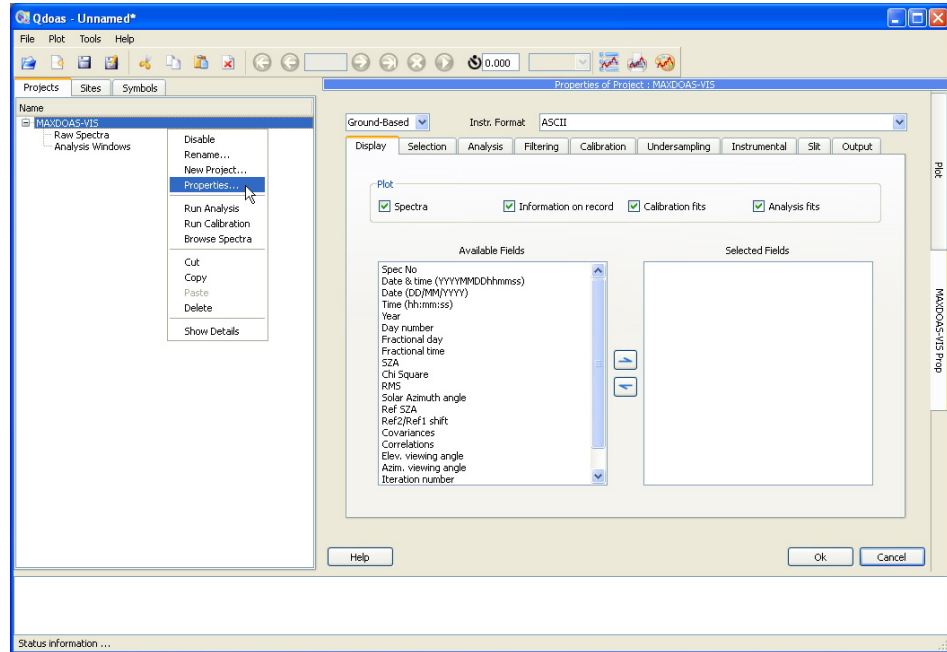 Qdoas - Unnamed*
File Plot Tools Help
0.000
Projects Sites Symbols
Name
MAXDOAS-VIS
Raw Spectra
Analysis Windows
Disable
Rename...
New Project...
Properties...
Run Analysis
Run Calibration
Browse Spectra
Cut
Copy
Paste
Delete
Show Details
Properties of Project : MAXDOAS-VIS
Ground-Based Instr. Format ASCII
Display Selection Analysis Filtering Calibration Undersampling Instrumental Slit Output
Plot
Spectra Information on record Calibration fits Analysis fits
Available Fields Selected Fields
Spec No
Date & time (YYYYMMDDhhmmss)
Date (DD/MM/YYYY)
Time (hh:mm:ss)
Year
Day number
Fractional day
Fractional time
SZA
Chi Square
RMS
Solar Azimuth angle
Ref SZA
Ref2/Ref1 shift
Covariances
Correlations
Elev. viewing angle
Azim. viewing angle
Iteration number
Help Ok Cancel
Plot
MAXDOAS-VIS Prop
Status information ...